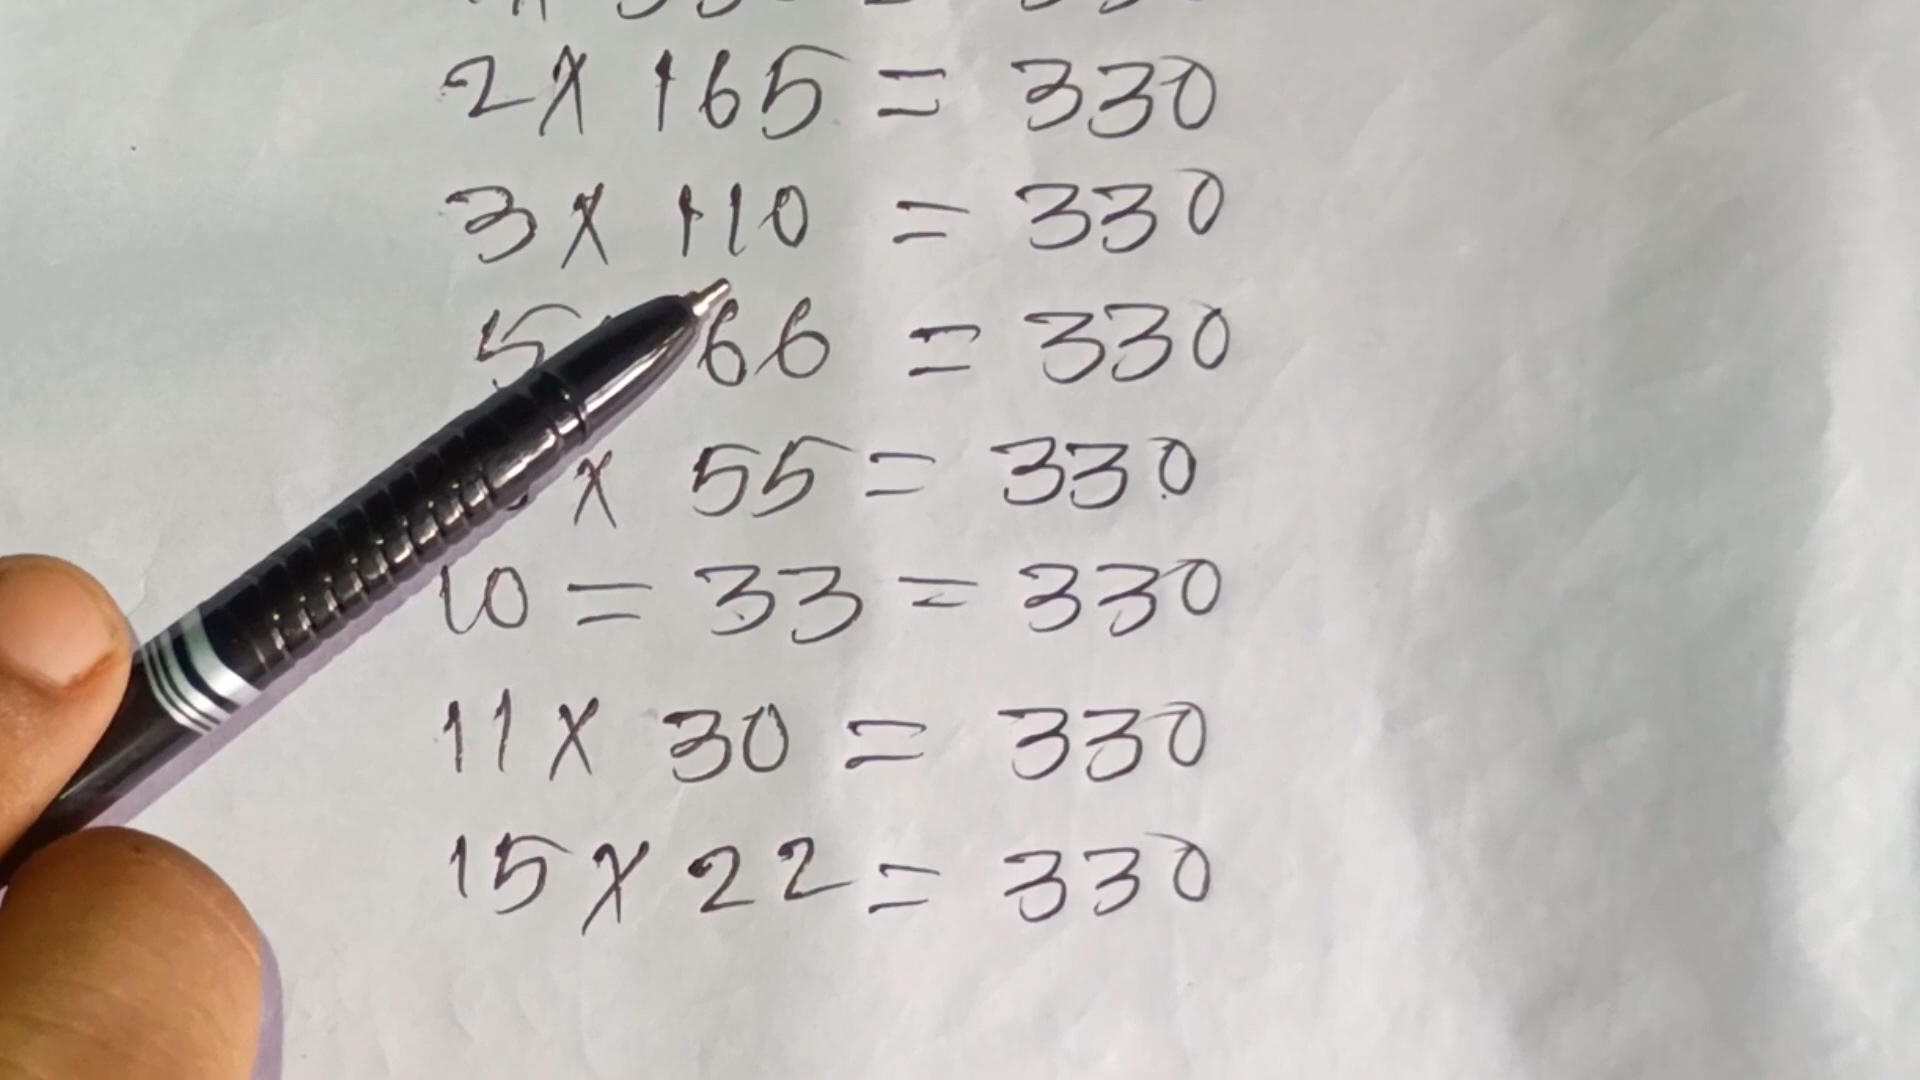 2 x 165 = 330
3 x 110 = 330
5 66 = 330
x 55 = 330
10 = 33 = 330
11 x 30 = 330
15 x 22 = 330